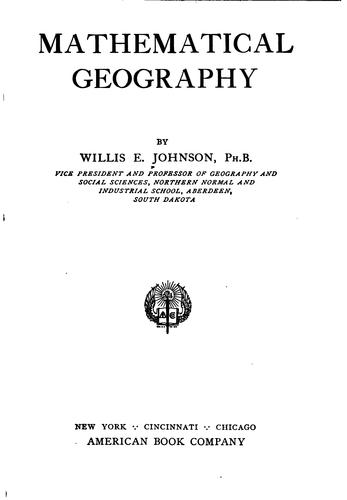 MATHEMATICAL
GEOGRAPHY
BY
WILLIS E. JOHNSON, PH.B.
VICE PRESIDENT AND PROFESSOR OF GEOGRAPHY AND
SOCIAL SCIENCES, NORTHERN NORMAL AND
INDUSTRIAL SCHOOL, ABERDEEN,
SOUTH DAKOTA
NEW YORK ∵ CINCINNATI ∵ CHICAGO
AMERICAN BOOK COMPANY